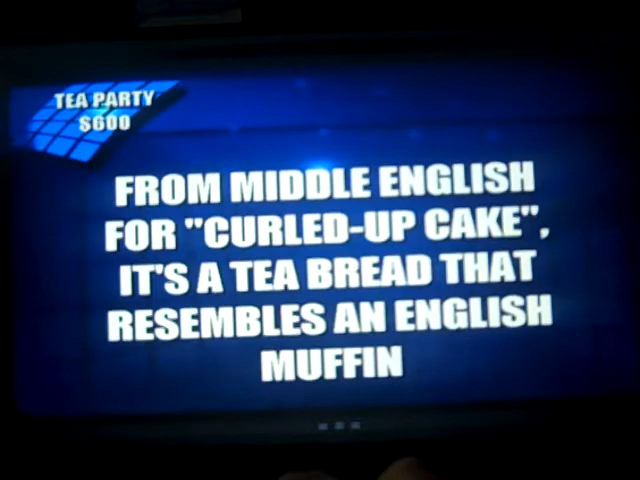 TEA PARTY
$600
FROM MIDDLE ENGLISH
FOR "CURLED-UP CAKE",
IT'S A TEA BREAD THAT
RESEMBLES AN ENGLISH
MUFFIN